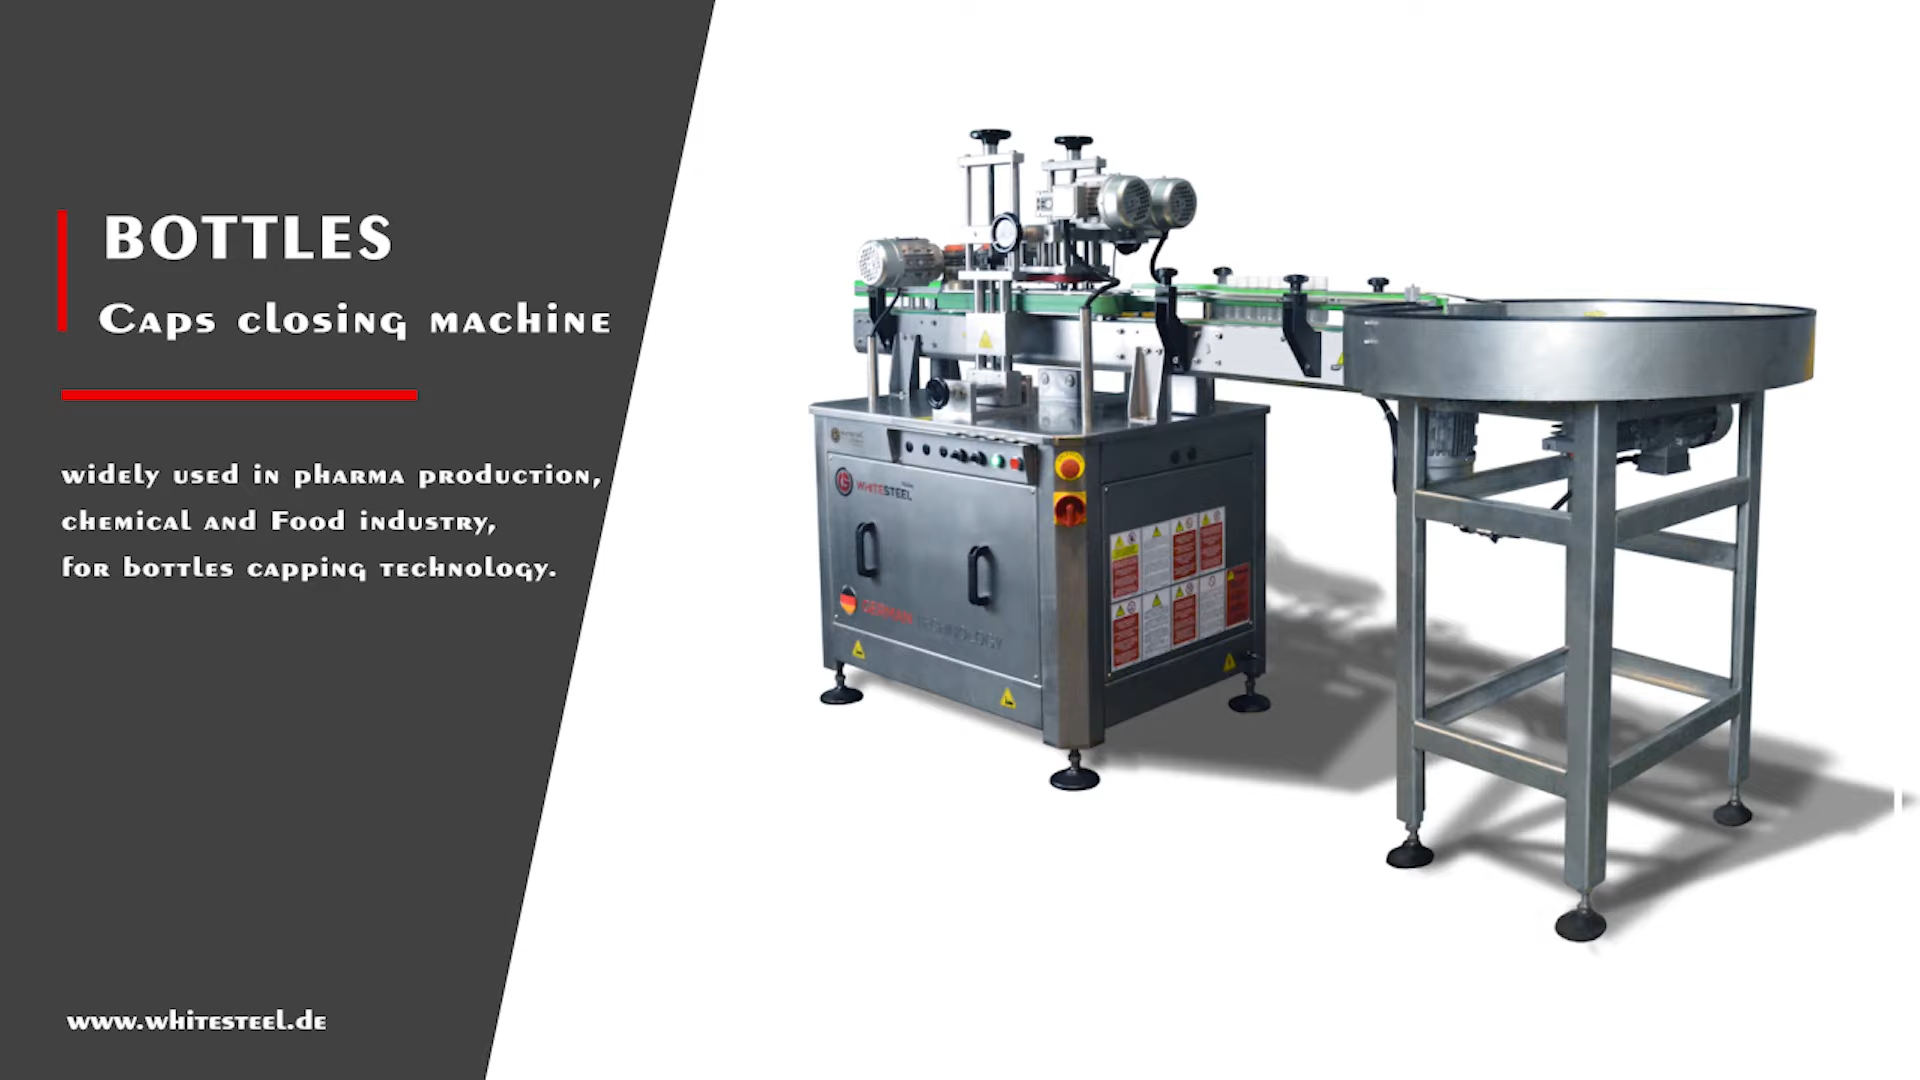 BOTTLES
Caps closing machine
widely used in pharma production,
chemical and Food industry,
for bottles capping technology.
www.whitesteel.de
WHITESTEEL
GERMAN TECHNOLOGY